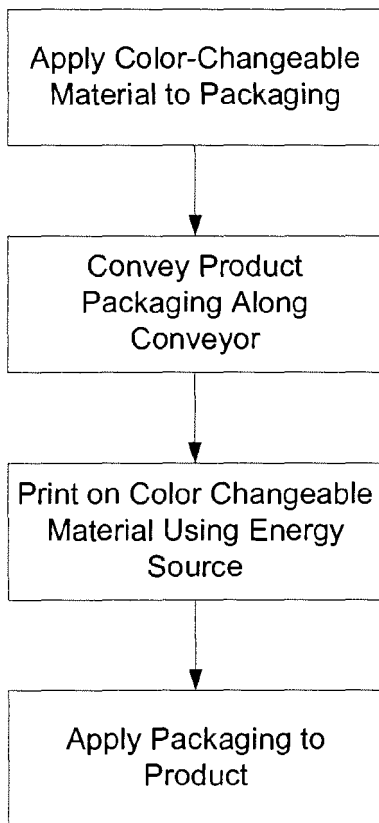 Apply Color-Changeable
Material to Packaging
Convey Product
Packaging Along
Conveyor
Print on Color Changeable
Material Using Energy
Source
Apply Packaging to
Product